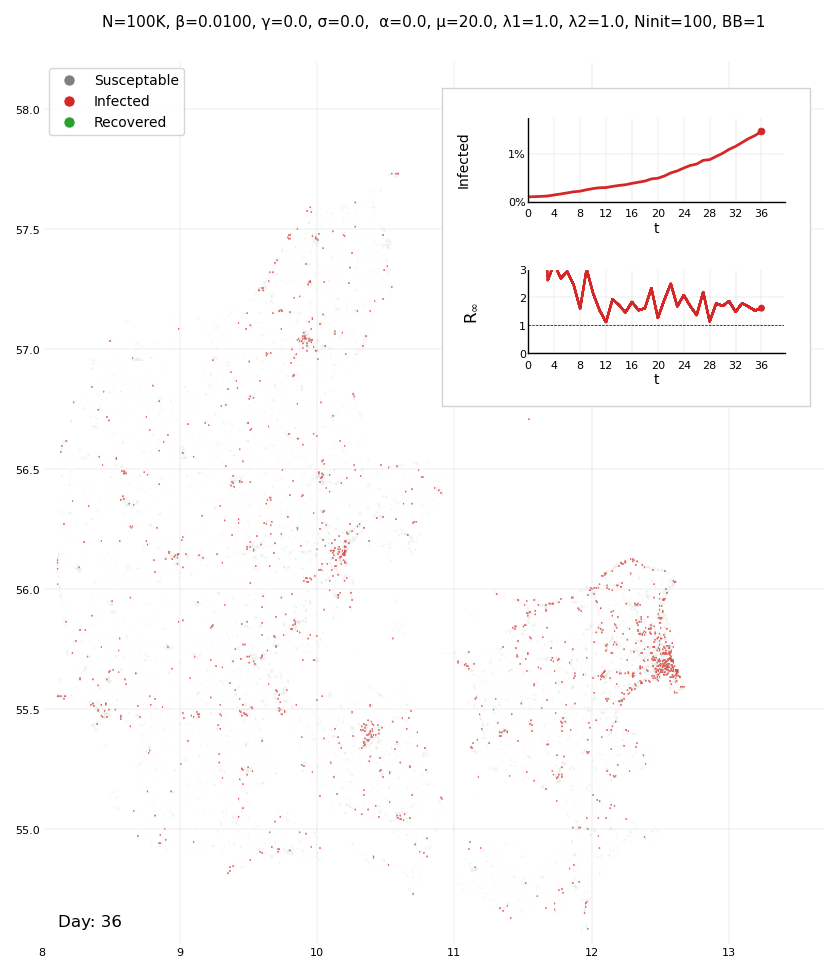 N=100K, β=0.0100, γ=0.0, σ=0.0,  α=0.0, μ=20.0, λ1=1.0, λ2=1.0, Ninit=100, BB=1
Susceptable
Infected
Recovered
58.0
57.5
57.0
56.5
56.0
55.5
55.0
8 9 10 11 12 13
Day: 36
Infected
1%
0%
0 4 8 12 16 20 24 28 32 36
t
R∞
3
2
1
0
0 4 8 12 16 20 24 28 32 36
t